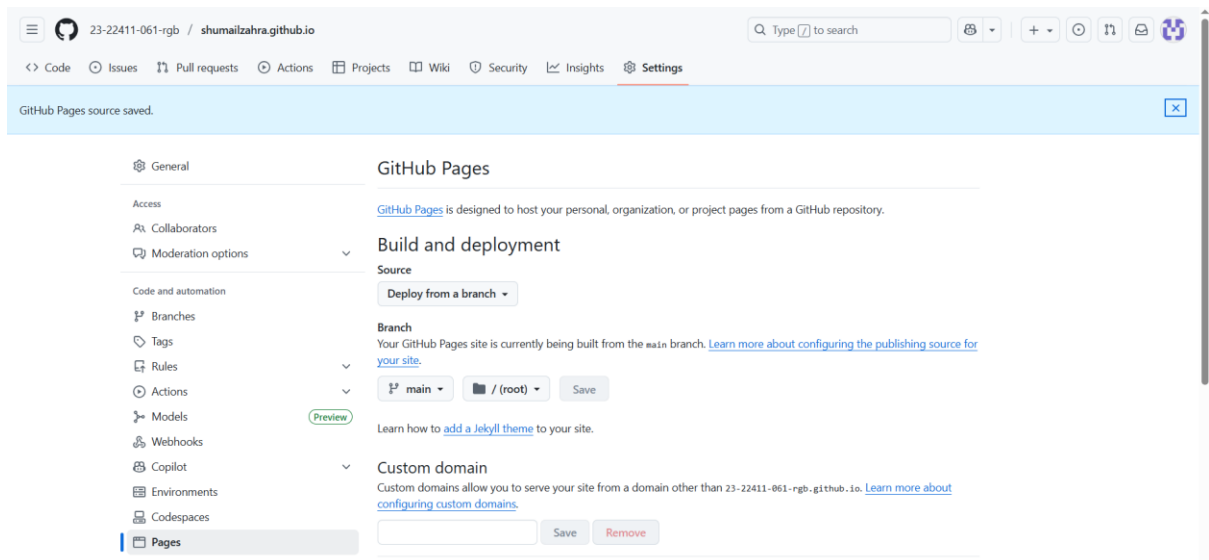 23-22411-061-rgb / shumailzahra.github.io
Type / to search
Code Issues Pull requests Actions Projects Wiki Security Insights Settings
GitHub Pages source saved.
General
Access
Collaborators
Moderation options
Code and automation
Branches
Tags
Rules
Actions
Models Preview
Webhooks
Copilot
Environments
Codespaces
Pages
GitHub Pages
GitHub Pages is designed to host your personal, organization, or project pages from a GitHub repository.
Build and deployment
Source
Deploy from a branch
Branch
Your GitHub Pages site is currently being built from the main branch. Learn more about configuring the publishing source for
your site.
main / (root) Save
Learn how to add a Jekyll theme to your site.
Custom domain
Custom domains allow you to serve your site from a domain other than 23-22411-061-rgb.github.io. Learn more about
configuring custom domains.
Save Remove